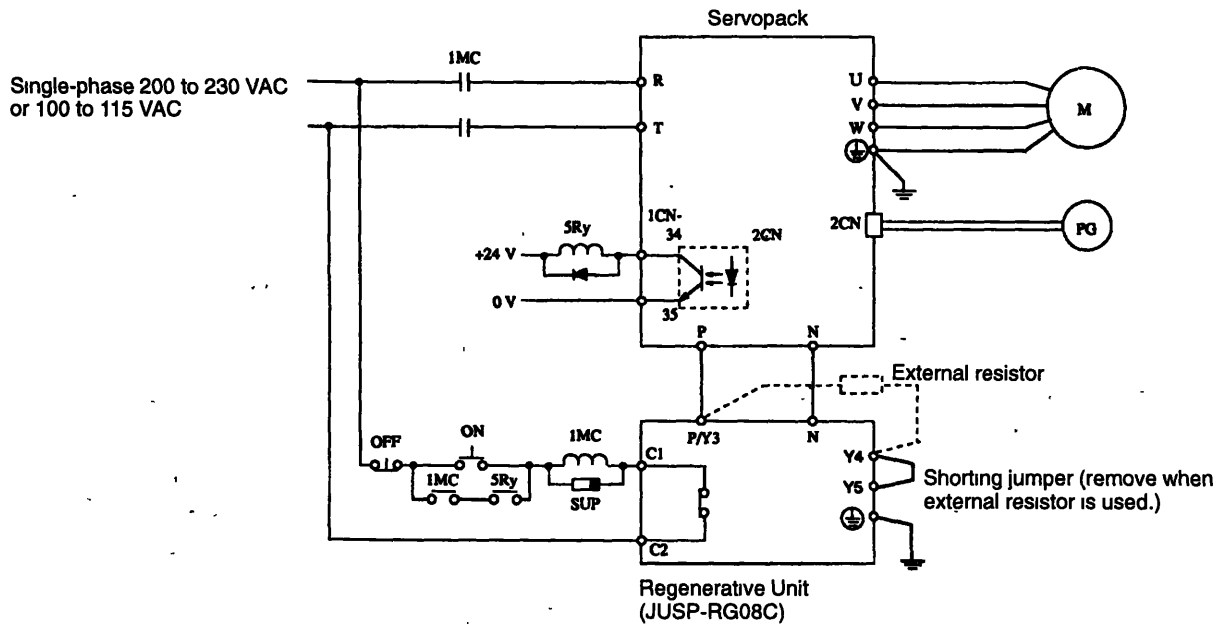 Servopack
1MC
Single-phase 200 to 230 VAC
or 100 to 115 VAC
R
U
V
M
T
W
1CN-
34
2CN
5Ry
2CN
PG
+24 V
0 V
35
P
N
External resistor
P/Y3
N
OFF
ON
1MC
C1
Y4
1MC
5Ry
SUP
Y5
Shorting jumper (remove when
external resistor is used.)
C2
Regenerative Unit
(JUSP-RG08C)